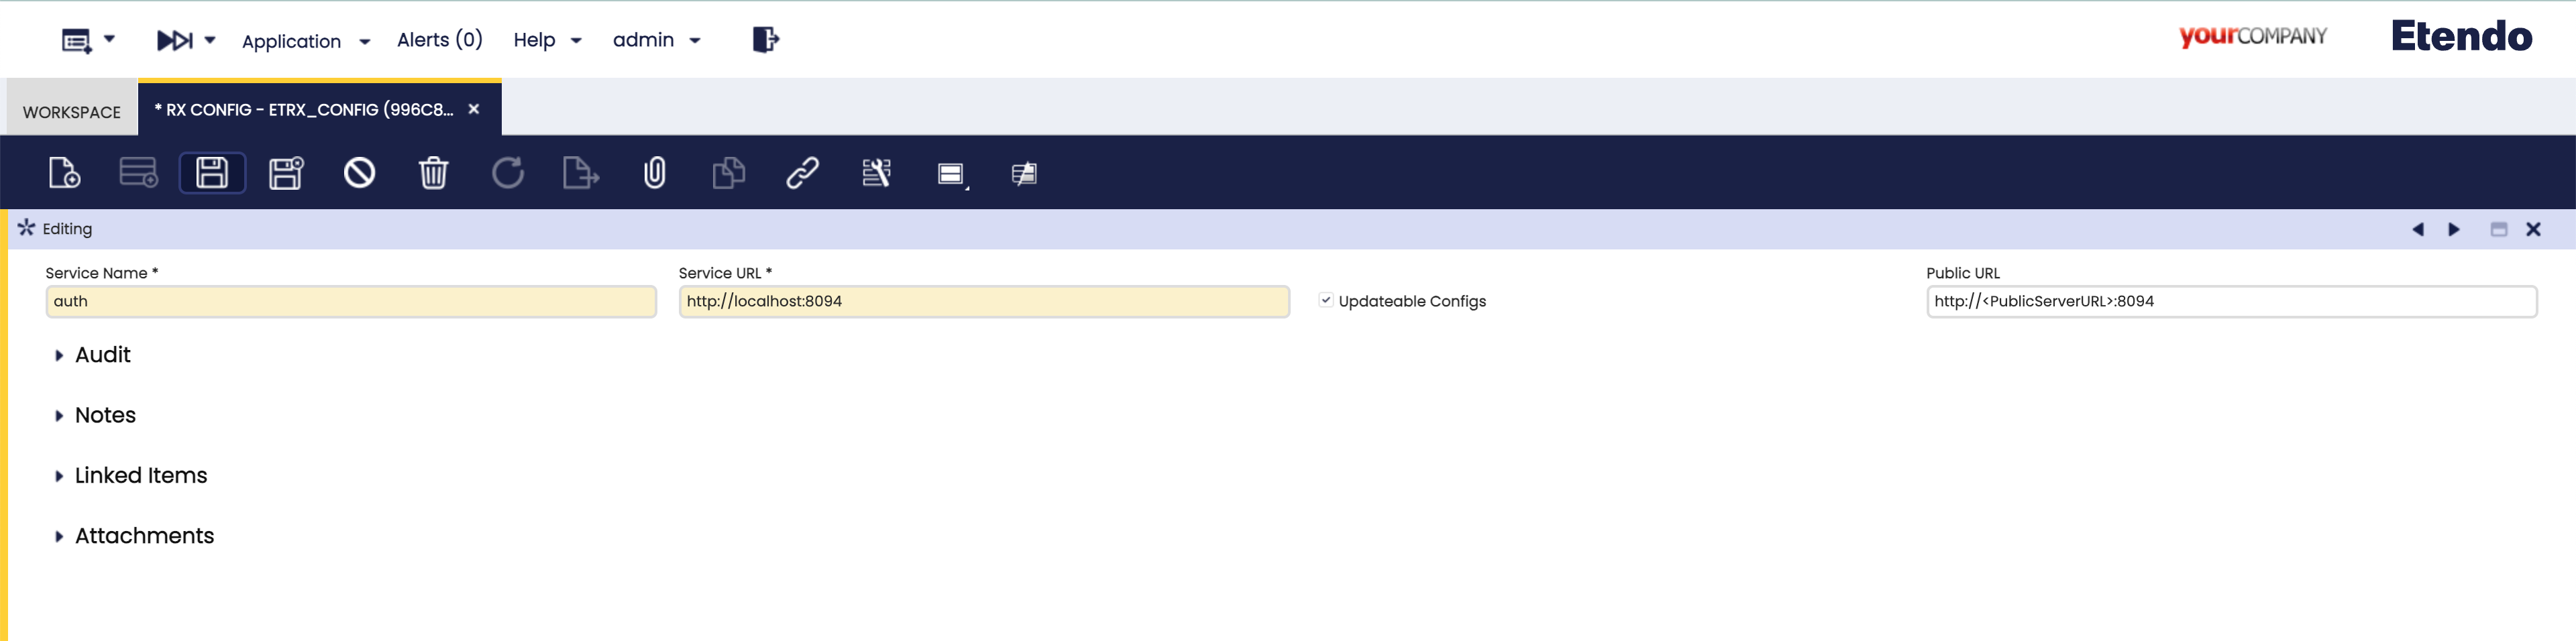 Application
Alerts (0)
Help
admin
yourCOMPANY
Etendo
WORKSPACE
* RX CONFIG - ETRX_CONFIG (996C8...
Editing
Service Name *
Service URL *
Public URL
auth
http://localhost:8094
Updateable Configs
http://<PublicServerURL>:8094
Audit
Notes
Linked Items
Attachments